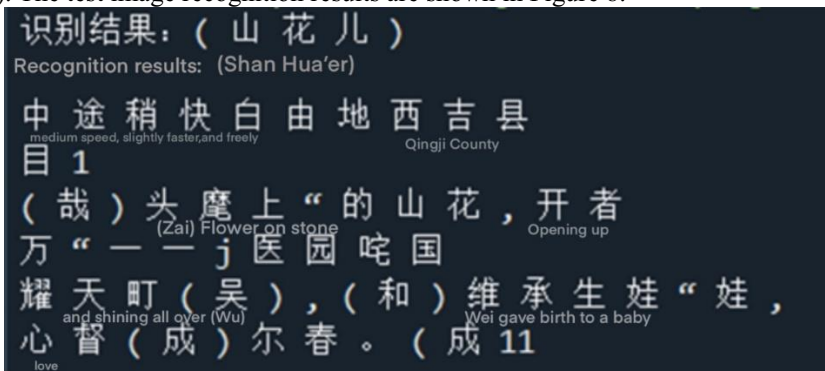 The test image recognition results are shown in Figure 6.
识别结果：( 山 花 儿 )
Recognition results: (Shan Hua'er)
中 途 稍 快 白 由 地 西 吉 县
medium speed, slightly faster,and freely
Qingji County
目 1
( 哉 ) 头 麾 上 “ 的 山 花 , 开 者
(Zai) Flower on stone
Opening up
万 “ 一 一 j 医 园 咤 国
耀 天 町 ( 吴 ) , ( 和 ) 维 承 生 娃 “ 娃 ,
and shining all over (Wu)
Wei gave birth to a baby
心 督 ( 成 ) 尔 春 。 ( 成 11
love